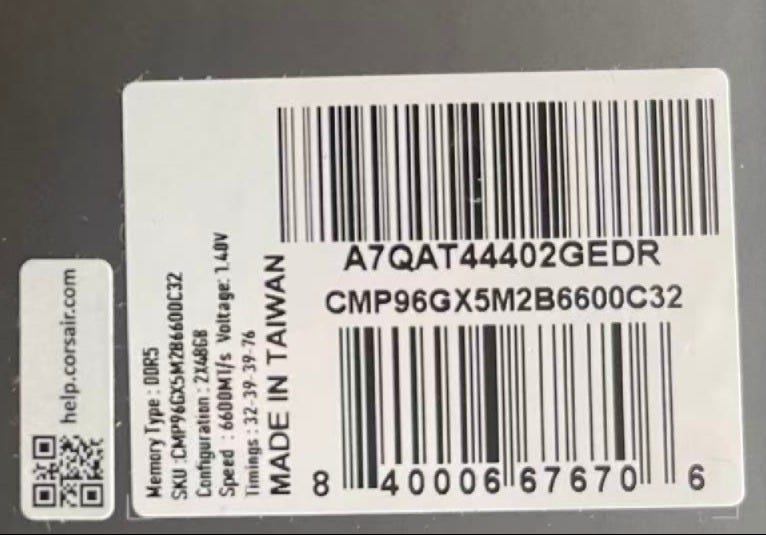 help.corsair.com
Memory Type : DDR5
SKU :CMP96GX5M2B6600C32
Configuration : 2X48GB
Speed : 6600MT/s Voltage: 1.40V
Timings : 32-39-39-76
MADE IN TAIWAN
A7QAT44402GEDR
CMP96GX5M2B6600C32
8 40006 67670 6